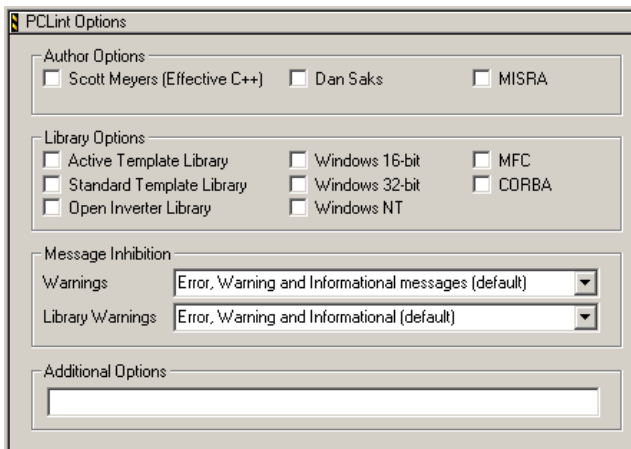 PCLint Options
Author Options
Scott Meyers (Effective C++) Dan Saks MISRA
Library Options
Active Template Library Windows 16-bit MFC
Standard Template Library Windows 32-bit CORBA
Open Inverter Library Windows NT
Message Inhibition
Warnings Error, Warning and Informational messages (default)
Library Warnings Error, Warning and Informational (default)
Additional Options